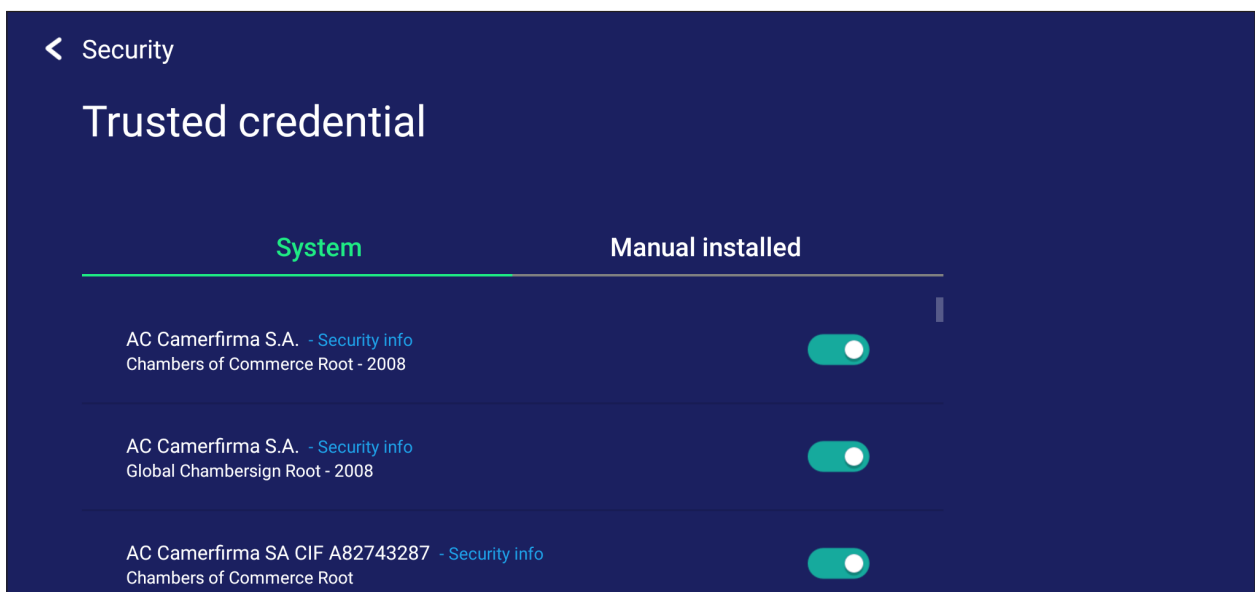 Security
Trusted credential
System
Manual installed
AC Camerfirma S.A. - Security info
Chambers of Commerce Root - 2008
AC Camerfirma S.A. - Security info
Global Chambersign Root - 2008
AC Camerfirma SA CIF A82743287 - Security info
Chambers of Commerce Root